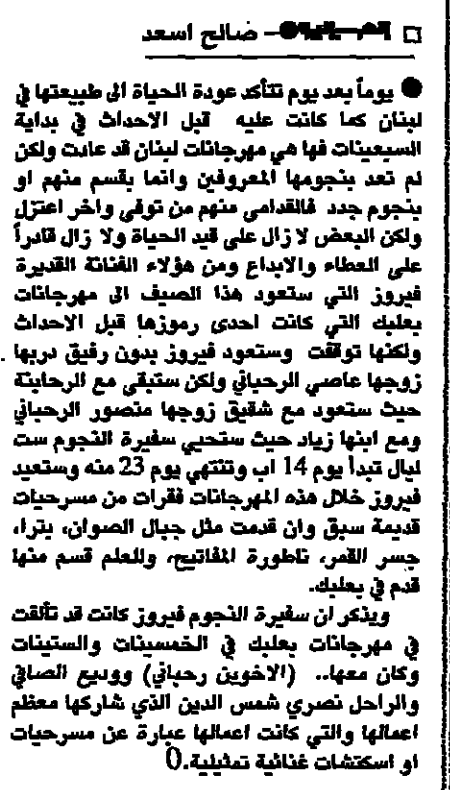 □ - صالح اسعد
● يوماً بعد يوم تتأكد عودة الحياة الى طبيعتها في
لبنان كما كانت عليه قبل الاحداث في بداية
السبعينات فها هي مهرجانات لبنان قد عادت ولكن
لم تعد بنجومها المعروفين وانما بقسم منهم او
بنجوم جدد فالقدامى منهم من توفي واخر اعتزل
ولكن البعض لا زال على قيد الحياة ولا زال قادراً
على العطاء والابداع ومن هؤلاء الفنانة القديرة
فيروز التي ستعود هذا الصيف الى مهرجانات
بعلبك التي كانت احدى رموزها قبل الاحداث
ولكنها توقفت وستعود فيروز بدون رفيق دربها
زوجها عاصي الرحباني ولكن ستبقى مع الرحابنة
حيث ستعود مع شقيق زوجها منصور الرحباني
ومع ابنها زياد حيث ستحيي سفيرة النجوم ست
ليال تبدأ يوم 14 اب وتنتهي يوم 23 منه وستعيد
فيروز خلال هذه المهرجانات فقرات من مسرحيات
قديمة سبق وان قدمت مثل جبال الصوان، بترا،
جسر القمر، ناطورة المفاتيح، وللعلم قسم منها
قدم في بعلبك.
ويذكر ان سفيرة النجوم فيروز كانت قد تألقت
في مهرجانات بعلبك في الخمسينات والستينات
وكان معها.. (الاخوين رحباني) ووديع الصافي
والراحل نصري شمس الدين الذي شاركها معظم
اعمالها والتي كانت اعمالها عبارة عن مسرحيات
او اسكتشات غنائية تمثيلية.()